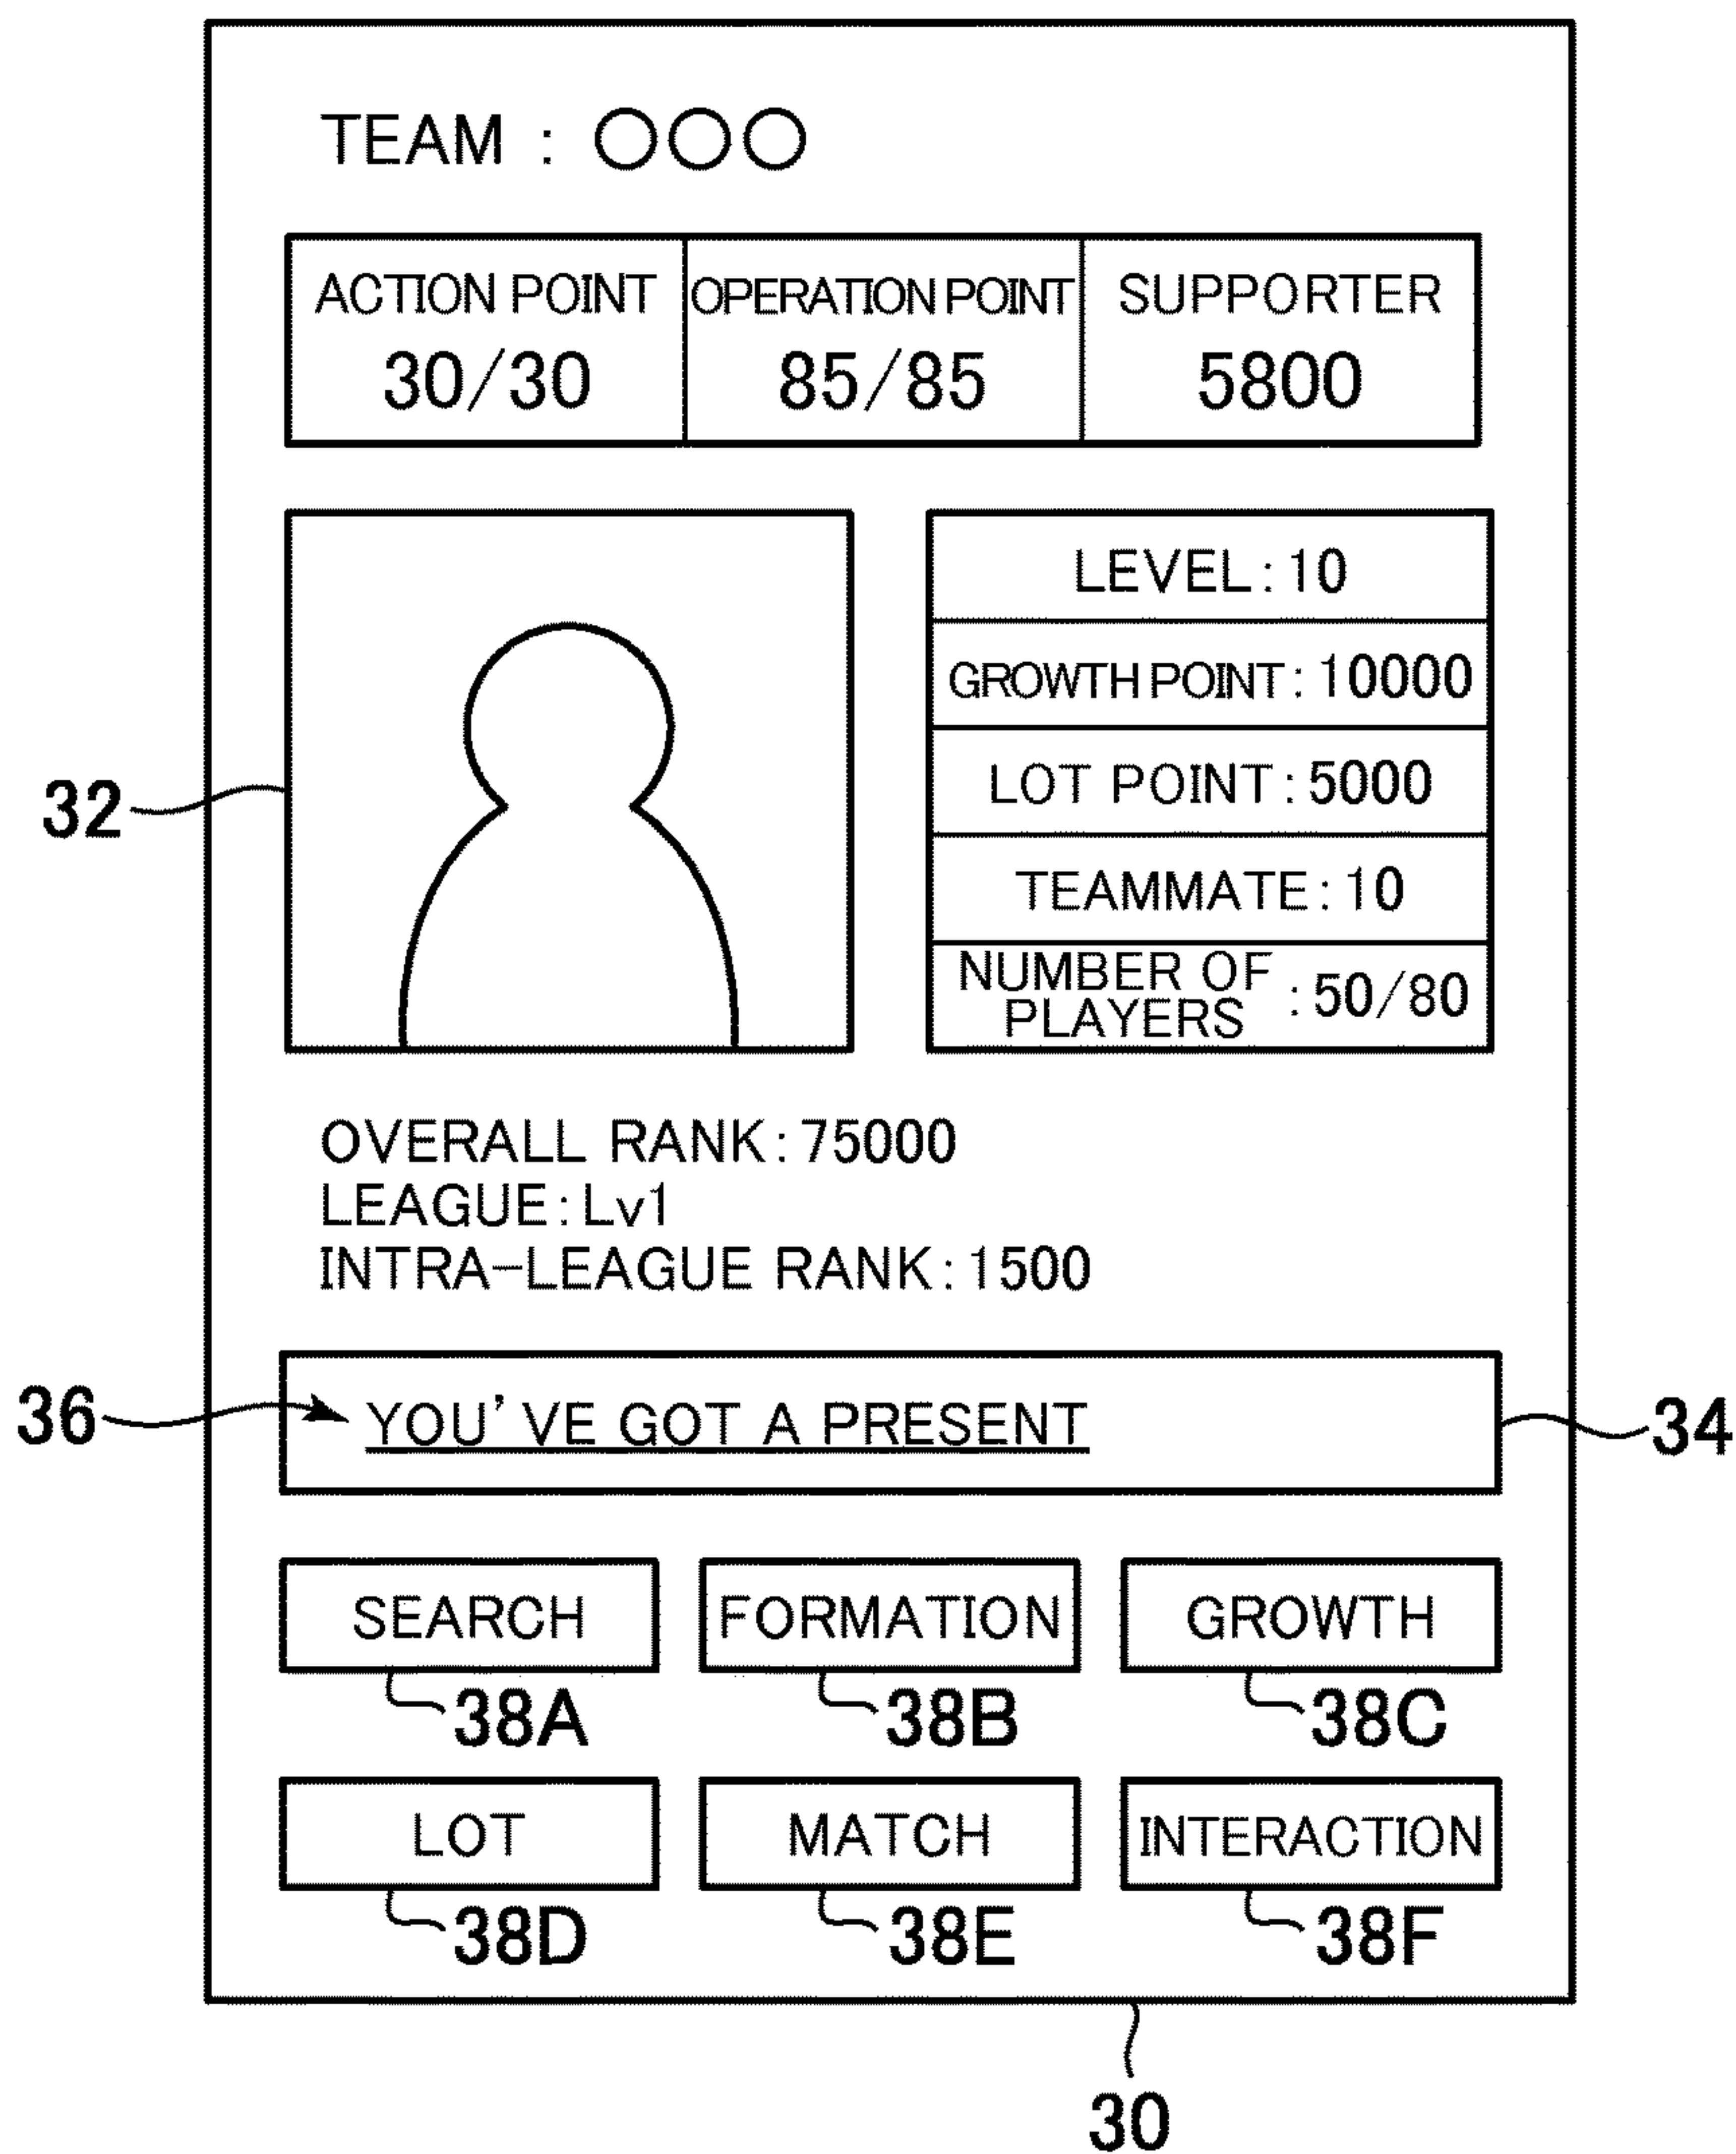 TEAM : ○○○
ACTION POINT OPERATION POINT SUPPORTER
30/30 85/85 5800
LEVEL:10
GROWTH POINT:10000
LOT POINT:5000
32
TEAMMATE:10
NUMBER OF
PLAYERS
:50/80
OVERALL RANK:75000
LEAGUE:Lv1
INTRA-LEAGUE RANK:1500
36 YOU'VE GOT A PRESENT 34
SEARCH FORMATION GROWTH
38A 38B 38C
LOT MATCH INTERACTION
38D 38E 38F
30